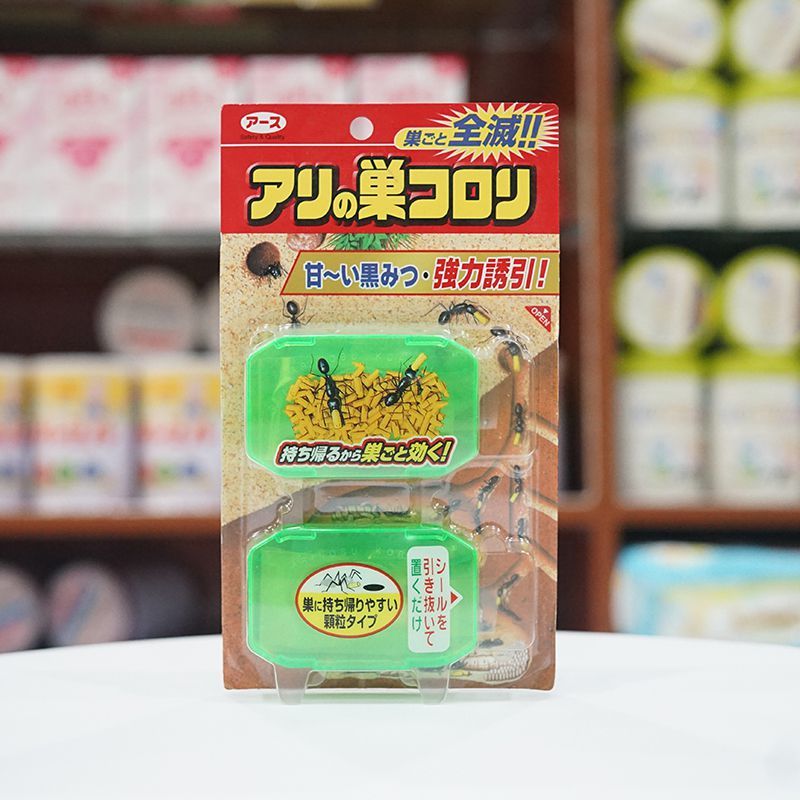 アース
Safety & Quality
巣ごと全滅!!
アリの巣コロリ
甘〜い黒みつ・強力誘引!
OPEN
持ち帰るから巣ごと効く!
シールを
引き抜いて
置くだけ
巣に持ち帰りやすい
顆粒タイプ